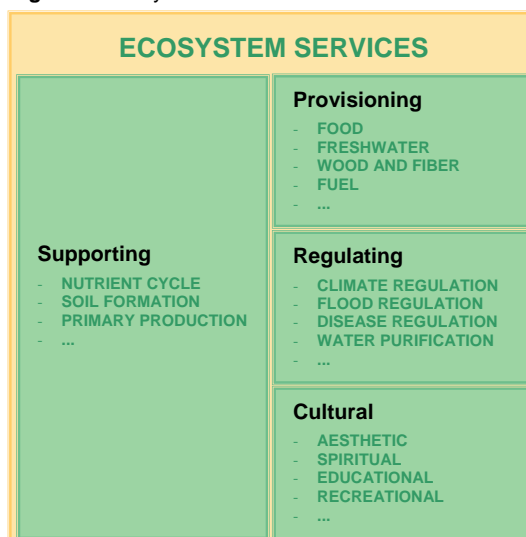 ECOSYSTEM SERVICES
Supporting
- NUTRIENT CYCLE
- SOIL FORMATION
- PRIMARY PRODUCTION
- ...
Provisioning
- FOOD
- FRESHWATER
- WOOD AND FIBER
- FUEL
- ...
Regulating
- CLIMATE REGULATION
- FLOOD REGULATION
- DISEASE REGULATION
- WATER PURIFICATION
- ...
Cultural
- AESTHETIC
- SPIRITUAL
- EDUCATIONAL
- RECREATIONAL
- ...